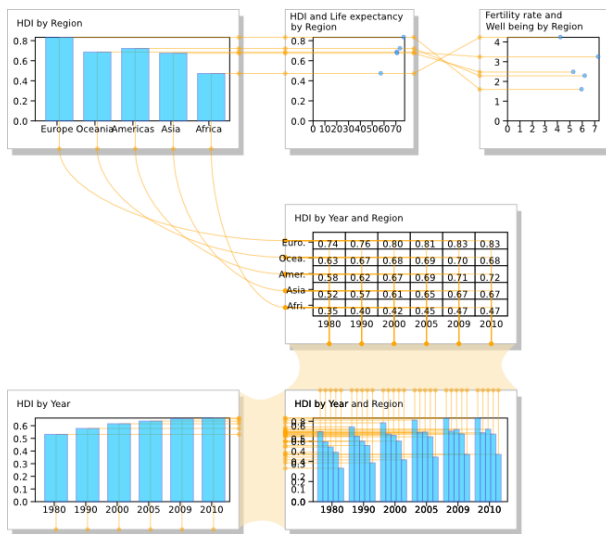 HDI by Region
0.8
0.6
0.4
0.2
0.0
Europe Oceania Americas Asia Africa
HDI and Life expectancy
by Region
0.8
0.6
0.4
0.2
0.0
0 10 20 30 40 50 60 70
Fertility rate and
Well being by Region
4
3
2
1
0
0 1 2 3 4 5 6 7
HDI by Year and Region
Euro. 0.74 0.76 0.80 0.81 0.83 0.83
Ocea. 0.63 0.67 0.68 0.69 0.70 0.68
Amer. 0.58 0.62 0.67 0.69 0.71 0.72
Asia 0.52 0.57 0.61 0.65 0.67 0.67
Afri. 0.35 0.40 0.42 0.45 0.47 0.47
1980 1990 2000 2005 2009 2010
HDI by Year
0.6
0.5
0.4
0.3
0.2
0.1
0.0
1980 1990 2000 2005 2009 2010
HDI by Year and Region
0.8
0.4
0.3
0.1
0.0
1980 1990 2000 2005 2009 2010